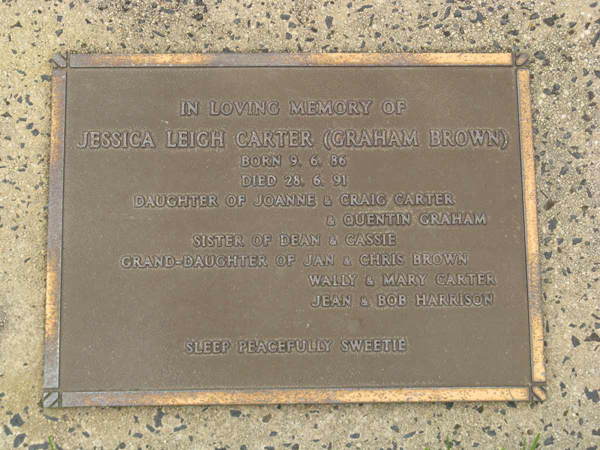 IN LOVING MEMORY OF
JESSICA LEIGH CARTER (GRAHAM BROWN)
BORN 9. 6. 86
DIED 28. 6. 91
DAUGHTER OF JOANNE & CRAIG CARTER
& QUENTIN GRAHAM
SISTER OF DEAN & CASSIE
GRAND-DAUGHTER OF JAN & CHRIS BROWN
WALLY & MARY CARTER
JEAN & BOB HARRISON
SLEEP PEACEFULLY SWEETIE